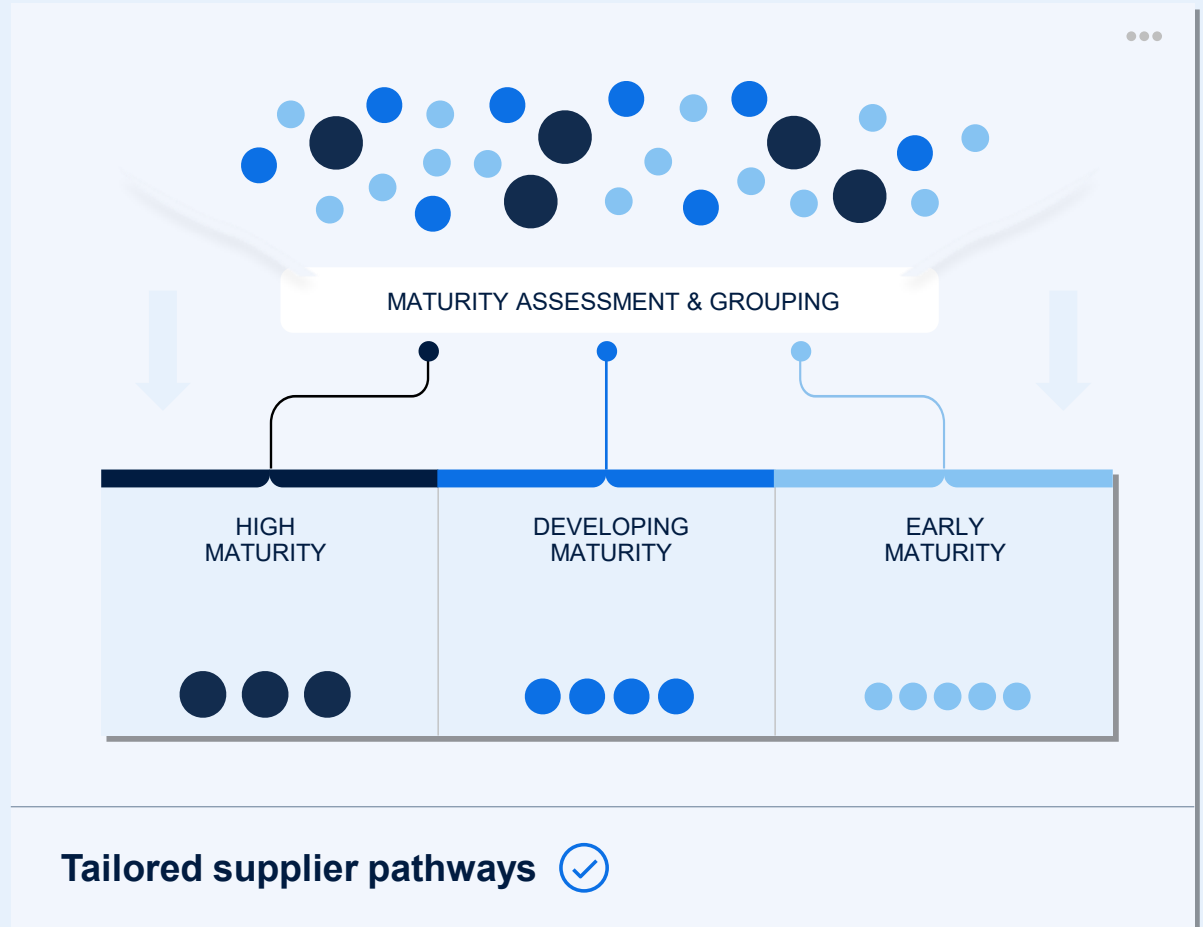 MATURITY ASSESSMENT & GROUPING
HIGH
MATURITY
DEVELOPING
MATURITY
EARLY
MATURITY
Tailored supplier pathways